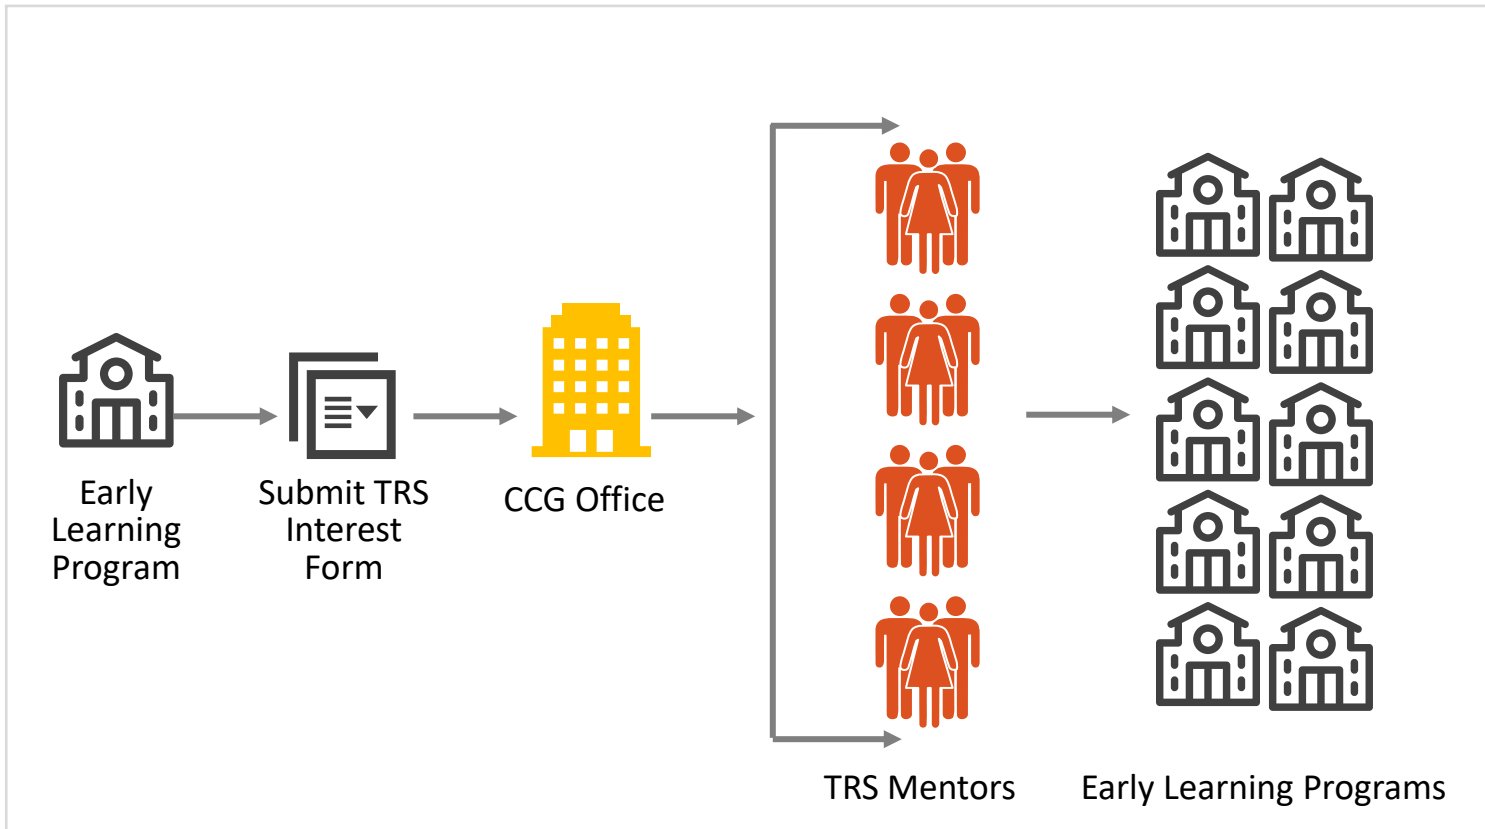 Early
Learning
Program
Submit TRS
Interest
Form
CCG Office
TRS Mentors
Early Learning Programs